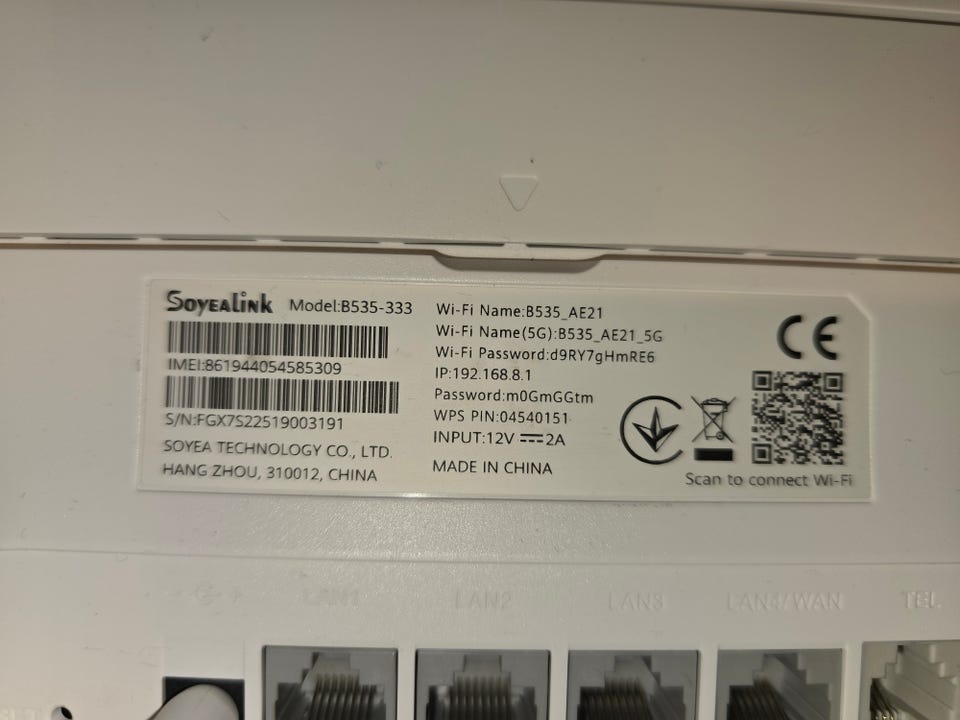 SOYEALINK Model:B535-333
IMEI:861944054585309
S/N:FGX7S22519003191
SOYEA TECHNOLOGY CO., LTD.
HANG ZHOU, 310012, CHINA
Wi-Fi Name:B535_AE21
Wi-Fi Name(5G):B535_AE21_5G
Wi-Fi Password:d9RY7gHmRE6
IP:192.168.8.1
Password:m0GmGGtm
WPS PIN:04540151
INPUT:12V ⎓ 2A
MADE IN CHINA
CE
Scan to connect Wi-Fi
LAN1 LAN2 LAN3 LAN4/WAN TEL